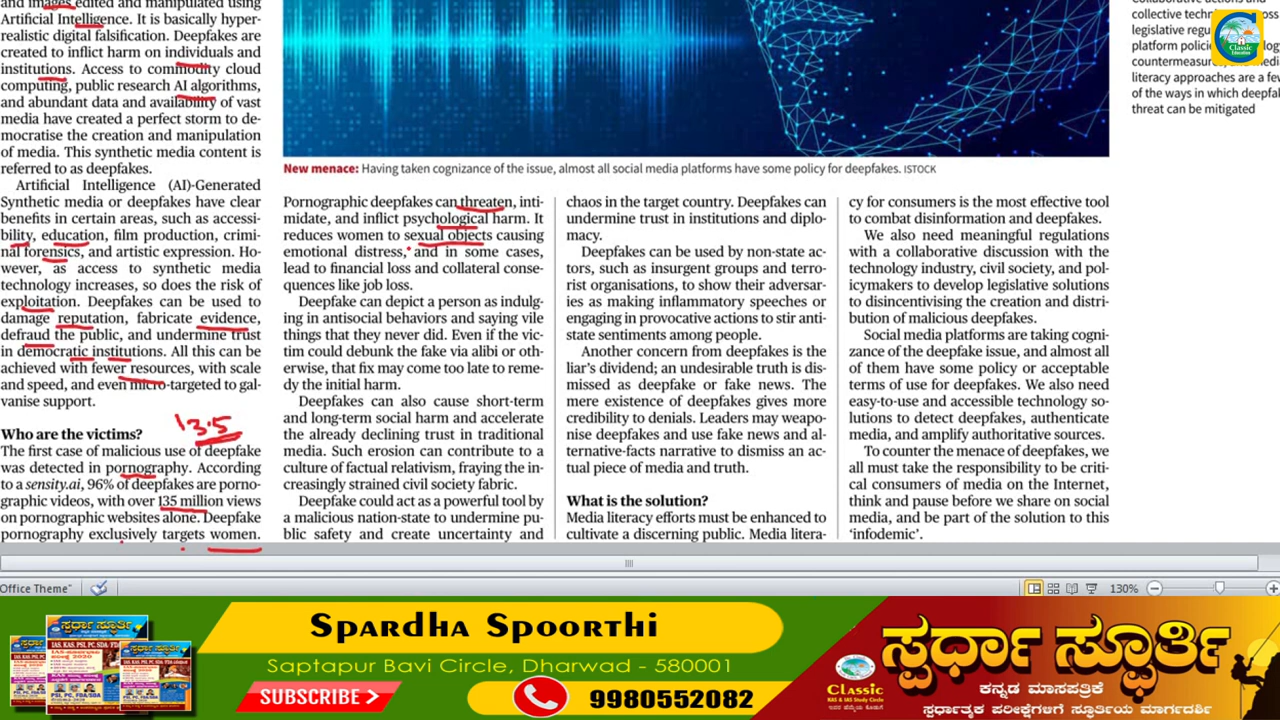 and images edited and manipulated using
Artificial Intelligence. It is basically hyper-
realistic digital falsification. Deepfakes are
created to inflict harm on individuals and
institutions. Access to commodity cloud
computing, public research AI algorithms,
and abundant data and availability of vast
media have created a perfect storm to de-
mocratise the creation and manipulation
of media. This synthetic media content is
referred to as deepfakes.
Artificial Intelligence (AI)-Generated
Synthetic media or deepfakes have clear
benefits in certain areas, such as accessi-
bility, education, film production, crimi-
nal forensics, and artistic expression. Ho-
wever, as access to synthetic media
technology increases, so does the risk of
exploitation. Deepfakes can be used to
damage reputation, fabricate evidence,
defraud the public, and undermine trust
in democratic institutions. All this can be
achieved with fewer resources, with scale
and speed, and even micro-targeted to gal-
vanise support.
13.5
Who are the victims?
The first case of malicious use of deepfake
was detected in pornography. According
to a sensity.ai, 96% of deepfakes are porno-
graphic videos, with over 135 million views
on pornographic websites alone. Deepfake
pornography exclusively targets women.
New menace: Having taken cognizance of the issue, almost all social media platforms have some policy for deepfakes. ISTOCK
Pornographic deepfakes can threaten, inti-
midate, and inflict psychological harm. It
reduces women to sexual objects causing
emotional distress, and in some cases,
lead to financial loss and collateral conse-
quences like job loss.
Deepfake can depict a person as indulg-
ing in antisocial behaviors and saying vile
things that they never did. Even if the vic-
tim could debunk the fake via alibi or oth-
erwise, that fix may come too late to reme-
dy the initial harm.
Deepfakes can also cause short-term
and long-term social harm and accelerate
the already declining trust in traditional
media. Such erosion can contribute to a
culture of factual relativism, fraying the in-
creasingly strained civil society fabric.
Deepfake could act as a powerful tool by
a malicious nation-state to undermine pu-
blic safety and create uncertainty and
chaos in the target country. Deepfakes can
undermine trust in institutions and diplo-
macy.
Deepfakes can be used by non-state ac-
tors, such as insurgent groups and terro-
rist organisations, to show their adversar-
ies as making inflammatory speeches or
engaging in provocative actions to stir anti-
state sentiments among people.
Another concern from deepfakes is the
liar's dividend; an undesirable truth is dis-
missed as deepfake or fake news. The
mere existence of deepfakes gives more
credibility to denials. Leaders may weapo-
nise deepfakes and use fake news and al-
ternative-facts narrative to dismiss an ac-
tual piece of media and truth.
What is the solution?
Media literacy efforts must be enhanced to
cultivate a discerning public. Media litera-
cy for consumers is the most effective tool
to combat disinformation and deepfakes.
We also need meaningful regulations
with a collaborative discussion with the
technology industry, civil society, and pol-
icymakers to develop legislative solutions
to disincentivising the creation and distri-
bution of malicious deepfakes.
Social media platforms are taking cogni-
zance of the deepfake issue, and almost all
of them have some policy or acceptable
terms of use for deepfakes. We also need
easy-to-use and accessible technology so-
lutions to detect deepfakes, authenticate
media, and amplify authoritative sources.
To counter the menace of deepfakes, we
all must take the responsibility to be criti-
cal consumers of media on the Internet,
think and pause before we share on social
media, and be part of the solution to this
'infodemic'.
collective
legislative
platform
literacy approaches are a few
of the ways in which
threat can be mitigated
Classic
Education
Office Theme"
130%
Spardha Spoorthi
Saptapur Bavi Circle Dharwad - 580001
SUBSCRIBE >
9980552082
ಸ್ಪರ್ಧಾ ಸ್ಫೂರ್ತಿ
Classic
KAS & IAS Study Circle
ಸ್ಪರ್ಧಾ ಸ್ಫೂರ್ತಿ
ಕನ್ನಡ ಮಾಸಪತ್ರಿಕೆ
ಸ್ಪರ್ಧಾತ್ಮಕ ಪರೀಕ್ಷೆಗಳಿಗೆ ಸ್ಫೂರ್ತಿಯ ಮಾರ್ಗದರ್ಶಿ